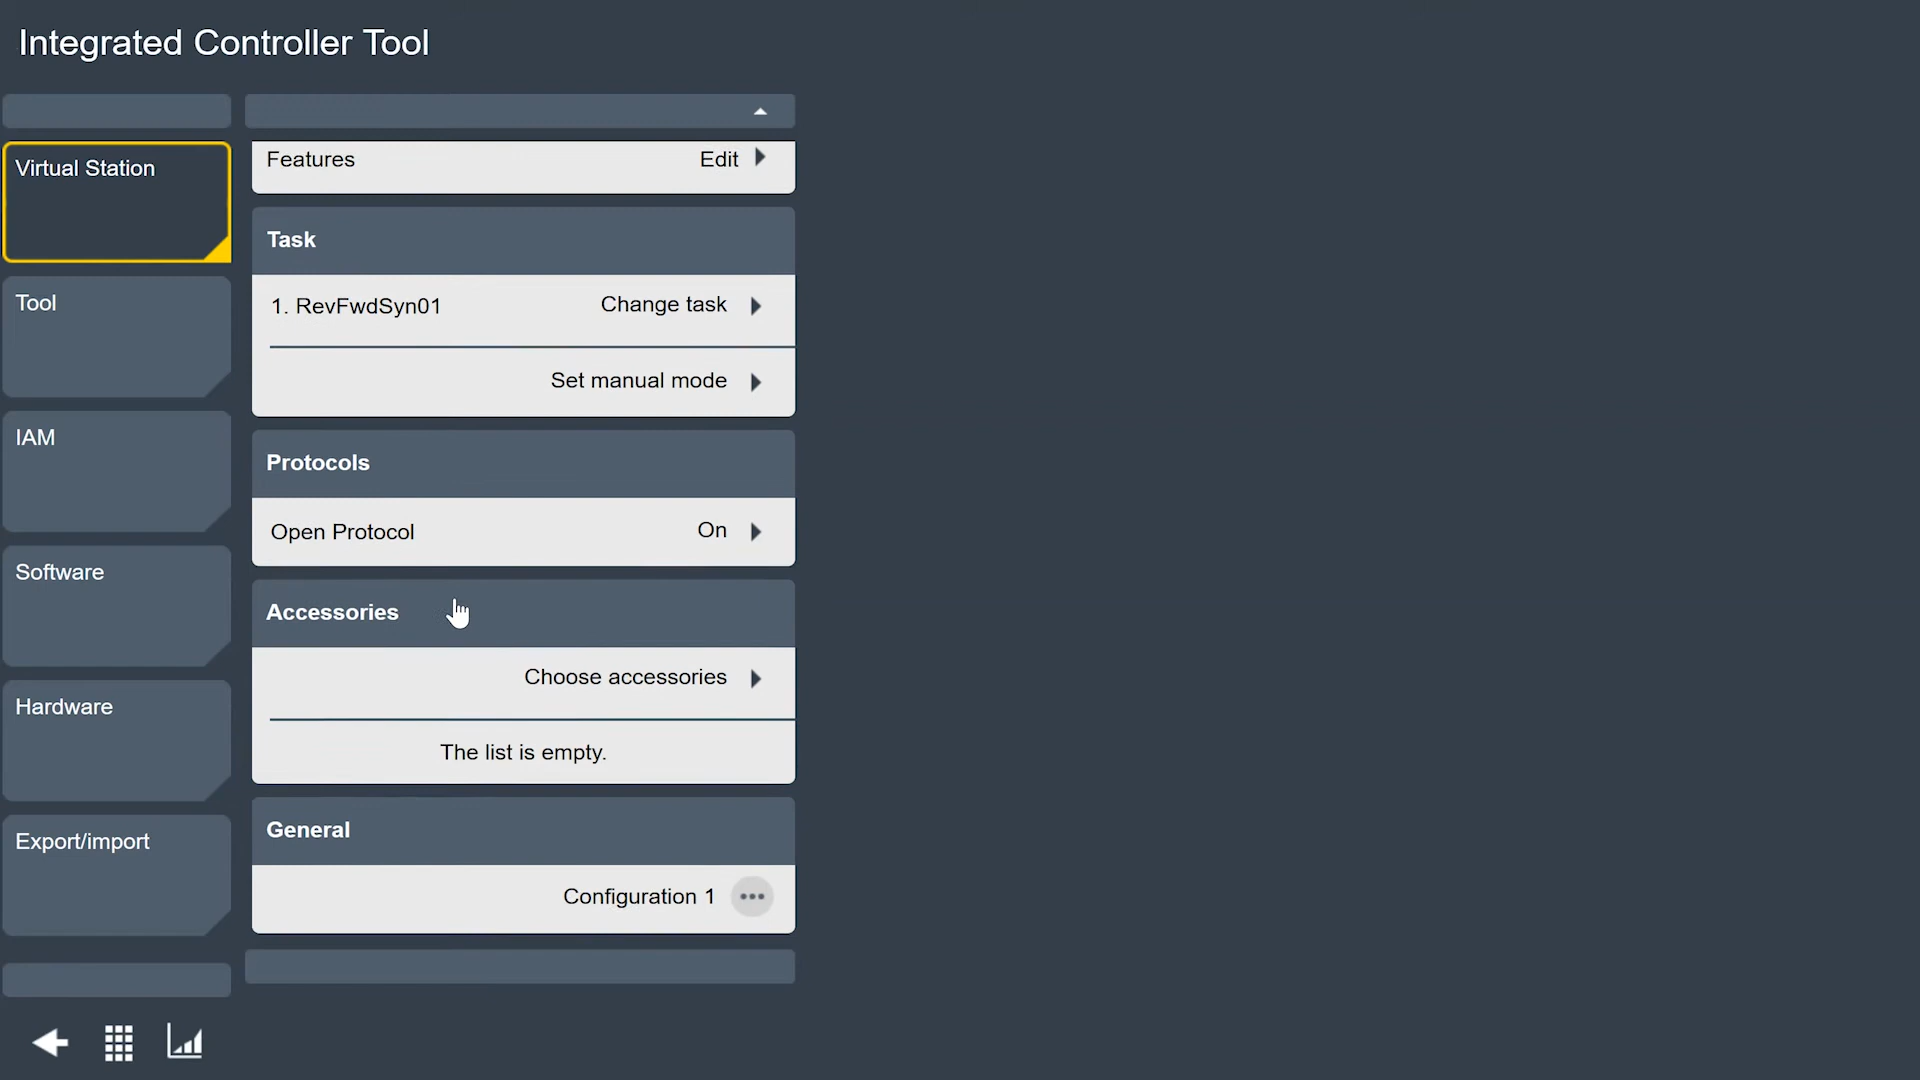 Integrated Controller Tool
Virtual Station
Tool
IAM
Software
Hardware
Export/import
Features Edit
Task
1. RevFwdSyn01 Change task
Set manual mode
Protocols
Open Protocol On
Accessories
Choose accessories
The list is empty.
General
Configuration 1